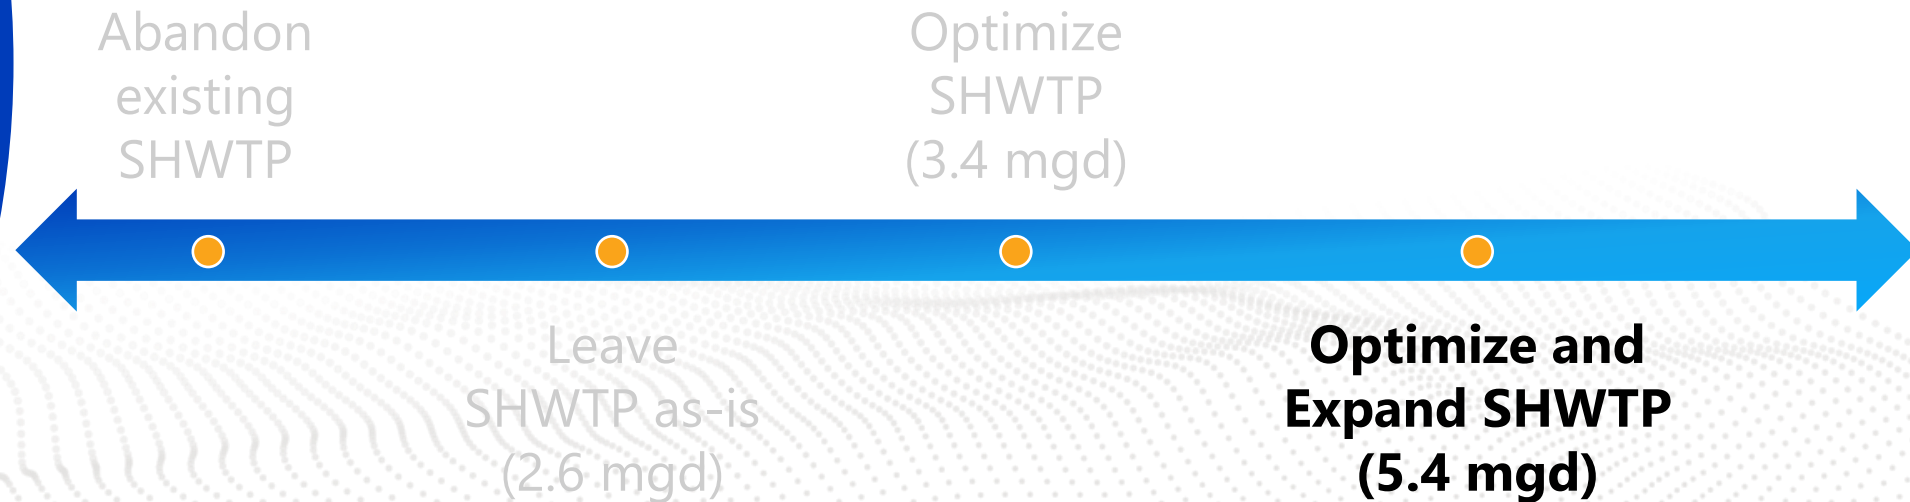 Abandon
existing
SHWTP
Optimize
SHWTP
(3.4 mgd)
Leave
SHWTP as-is
(2.6 mgd)
Optimize and
Expand SHWTP
(5.4 mgd)